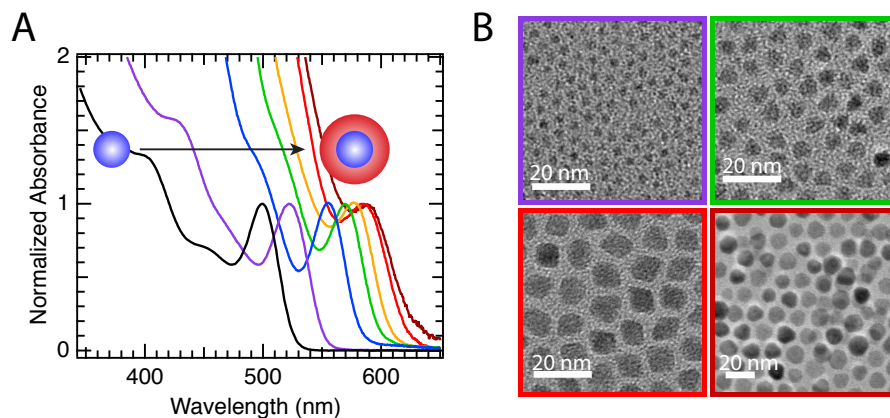 A
B
2
1
0
Normalized Absorbance
400
500
600
Wavelength (nm)
20 nm
20 nm
20 nm
20 nm